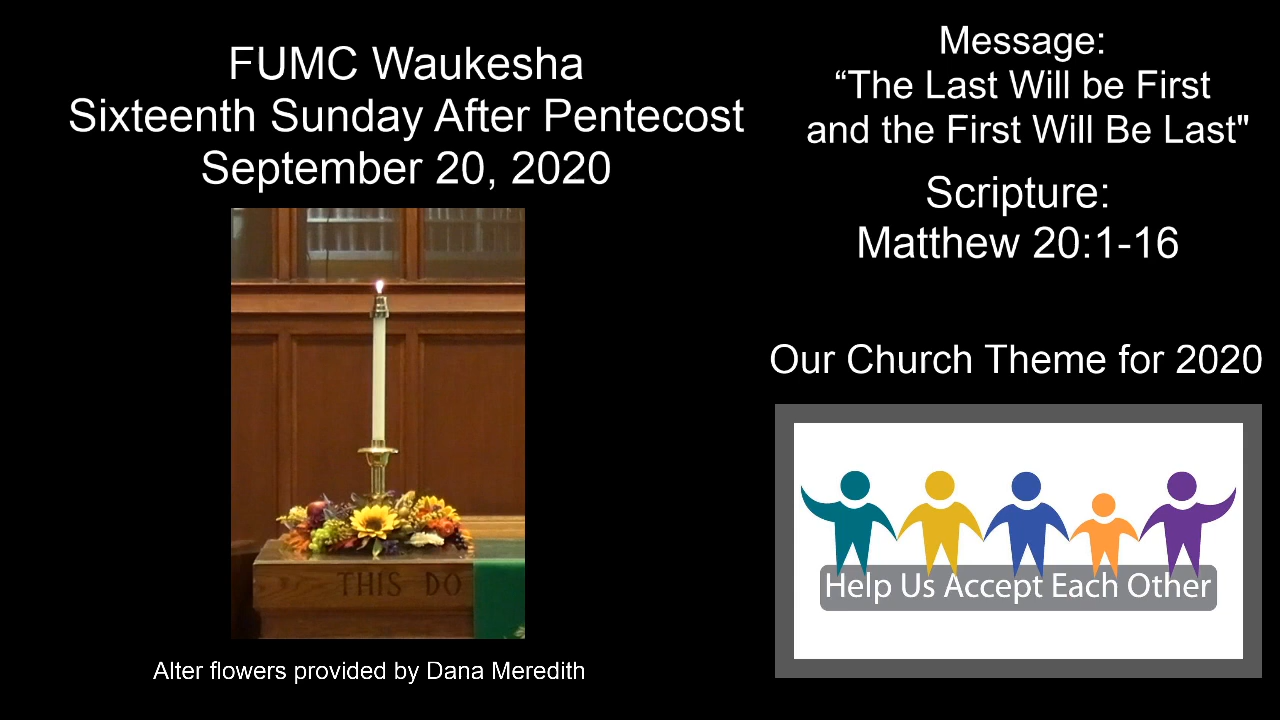 FUMC Waukesha
Sixteenth Sunday After Pentecost
September 20, 2020
THIS DO
Alter flowers provided by Dana Meredith
Message:
“The Last Will be First
and the First Will Be Last"
Scripture:
Matthew 20:1-16
Our Church Theme for 2020
Help Us Accept Each Other